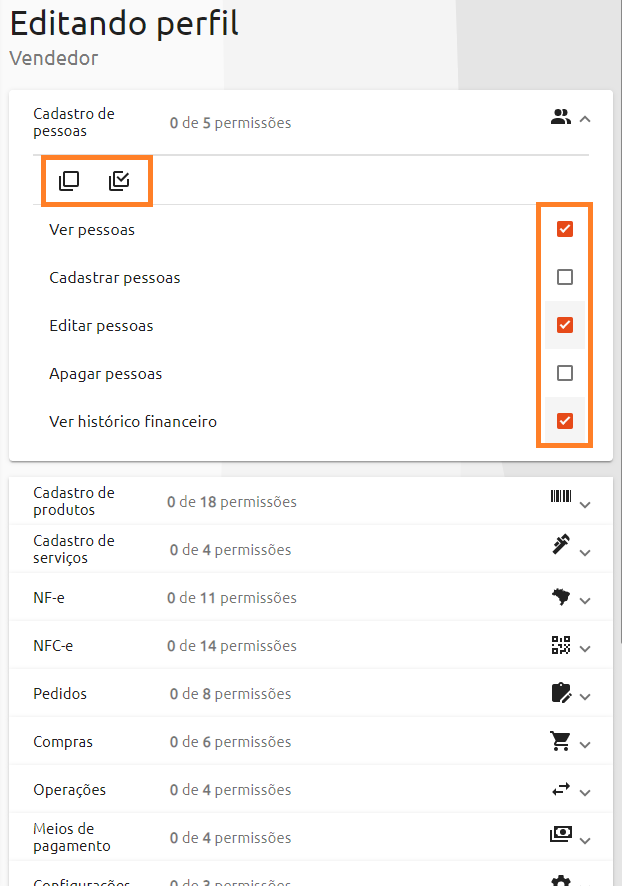 Editando perfil
Vendedor
Cadastro de
pessoas
0 de 5 permissões
Ver pessoas
Cadastrar pessoas
Editar pessoas
Apagar pessoas
Ver histórico financeiro
Cadastro de
produtos
0 de 18 permissões
Cadastro de
serviços
0 de 4 permissões
NF-e
0 de 11 permissões
NFC-e
0 de 14 permissões
Pedidos
0 de 8 permissões
Compras
0 de 6 permissões
Operações
0 de 4 permissões
Meios de
pagamento
0 de 4 permissões
Configurações
0 de 3 permissões